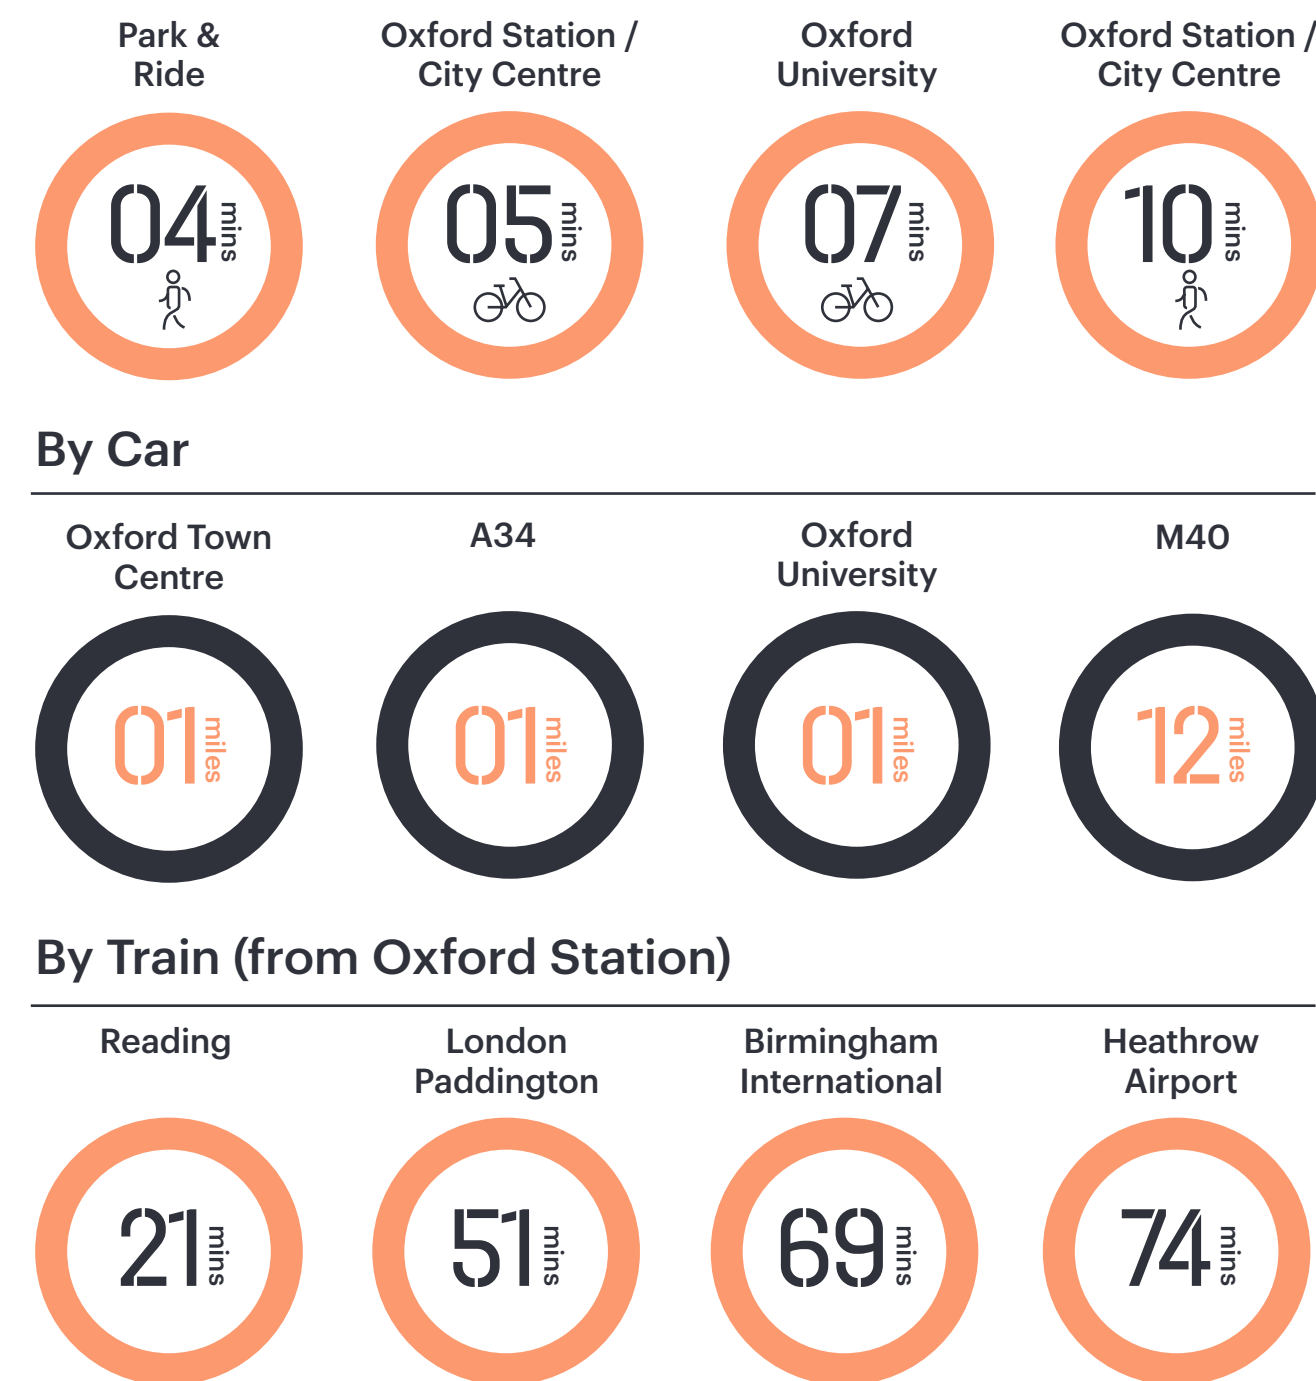 Park &
Ride
Oxford Station /
City Centre
Oxford
University
Oxford Station /
City Centre
04 mins
05 mins
07 mins
10 mins
By Car
Oxford Town
Centre
A34
Oxford
University
M40
01 miles
01 miles
01 miles
12 miles
By Train (from Oxford Station)
Reading
London
Paddington
Birmingham
International
Heathrow
Airport
21 mins
51 mins
69 mins
74 mins